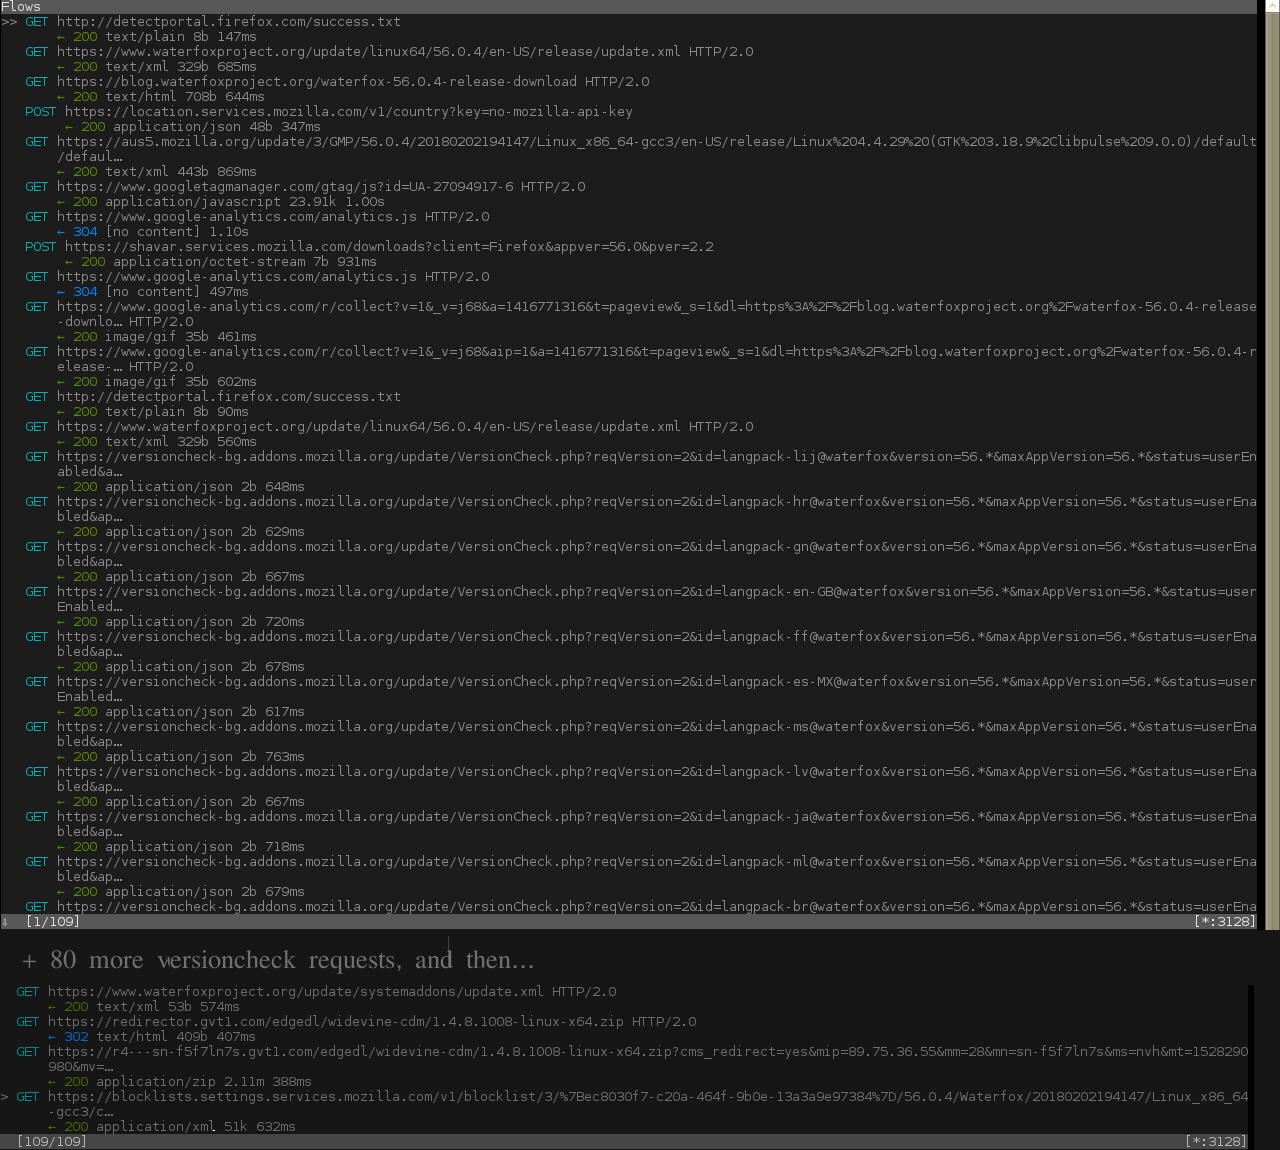 Flows
>> GET http://detectportal.firefox.com/success.txt
← 200 text/plain 8b 147ms
GET https://www.waterfoxproject.org/update/linux64/56.0.4/en-US/release/update.xml HTTP/2.0
← 200 text/xml 329b 685ms
GET https://blog.waterfoxproject.org/waterfox-56.0.4-release-download HTTP/2.0
← 200 text/html 708b 644ms
POST https://location.services.mozilla.com/v1/country?key=no-mozilla-api-key
← 200 application/json 48b 347ms
GET https://aus5.mozilla.org/update/3/GMP/56.0.4/20180202194147/Linux_x86_64-gcc3/en-US/release/Linux%204.4.29%20(GTK%203.18.9%2Clibpulse%209.0.0)/default
/defaul…
← 200 text/xml 443b 869ms
GET https://www.googletagmanager.com/gtag/js?id=UA-27094917-6 HTTP/2.0
← 200 application/javascript 23.91k 1.00s
GET https://www.google-analytics.com/analytics.js HTTP/2.0
← 304 [no content] 1.10s
POST https://shavar.services.mozilla.com/downloads?client=Firefox&appver=56.0&pver=2.2
← 200 application/octet-stream 7b 931ms
GET https://www.google-analytics.com/analytics.js HTTP/2.0
← 304 [no content] 497ms
GET https://www.google-analytics.com/r/collect?v=1&_v=j68&a=1416771316&t=pageview&_s=1&dl=https%3A%2F%2Fblog.waterfoxproject.org%2Fwaterfox-56.0.4-release
-downlo… HTTP/2.0
← 200 image/gif 35b 461ms
GET https://www.google-analytics.com/r/collect?v=1&_v=j68&aip=1&a=1416771316&t=pageview&_s=1&dl=https%3A%2F%2Fblog.waterfoxproject.org%2Fwaterfox-56.0.4-r
elease-… HTTP/2.0
← 200 image/gif 35b 602ms
GET http://detectportal.firefox.com/success.txt
← 200 text/plain 8b 90ms
GET https://www.waterfoxproject.org/update/linux64/56.0.4/en-US/release/update.xml HTTP/2.0
← 200 text/xml 329b 560ms
GET https://versioncheck-bg.addons.mozilla.org/update/VersionCheck.php?reqVersion=2&id=langpack-lij@waterfox&version=56.*&maxAppVersion=56.*&status=userEn
abled&a…
← 200 application/json 2b 648ms
GET https://versioncheck-bg.addons.mozilla.org/update/VersionCheck.php?reqVersion=2&id=langpack-hr@waterfox&version=56.*&maxAppVersion=56.*&status=userEna
bled&ap…
← 200 application/json 2b 629ms
GET https://versioncheck-bg.addons.mozilla.org/update/VersionCheck.php?reqVersion=2&id=langpack-gn@waterfox&version=56.*&maxAppVersion=56.*&status=userEna
bled&ap…
← 200 application/json 2b 667ms
GET https://versioncheck-bg.addons.mozilla.org/update/VersionCheck.php?reqVersion=2&id=langpack-en-GB@waterfox&version=56.*&maxAppVersion=56.*&status=user
Enabled…
← 200 application/json 2b 720ms
GET https://versioncheck-bg.addons.mozilla.org/update/VersionCheck.php?reqVersion=2&id=langpack-ff@waterfox&version=56.*&maxAppVersion=56.*&status=userEna
bled&ap…
← 200 application/json 2b 678ms
GET https://versioncheck-bg.addons.mozilla.org/update/VersionCheck.php?reqVersion=2&id=langpack-es-MX@waterfox&version=56.*&maxAppVersion=56.*&status=user
Enabled…
← 200 application/json 2b 617ms
GET https://versioncheck-bg.addons.mozilla.org/update/VersionCheck.php?reqVersion=2&id=langpack-ms@waterfox&version=56.*&maxAppVersion=56.*&status=userEna
bled&ap…
← 200 application/json 2b 763ms
GET https://versioncheck-bg.addons.mozilla.org/update/VersionCheck.php?reqVersion=2&id=langpack-lv@waterfox&version=56.*&maxAppVersion=56.*&status=userEna
bled&ap…
← 200 application/json 2b 667ms
GET https://versioncheck-bg.addons.mozilla.org/update/VersionCheck.php?reqVersion=2&id=langpack-ja@waterfox&version=56.*&maxAppVersion=56.*&status=userEna
bled&ap…
← 200 application/json 2b 718ms
GET https://versioncheck-bg.addons.mozilla.org/update/VersionCheck.php?reqVersion=2&id=langpack-ml@waterfox&version=56.*&maxAppVersion=56.*&status=userEna
bled&ap…
← 200 application/json 2b 679ms
GET https://versioncheck-bg.addons.mozilla.org/update/VersionCheck.php?reqVersion=2&id=langpack-br@waterfox&version=56.*&maxAppVersion=56.*&status=userEna
⇩ [1/109] [*:3128]
+ 80 more versioncheck requests, and then...
GET https://www.waterfoxproject.org/update/systemaddons/update.xml HTTP/2.0
← 200 text/xml 53b 574ms
GET https://redirector.gvt1.com/edgedl/widevine-cdm/1.4.8.1008-linux-x64.zip HTTP/2.0
← 302 text/html 409b 407ms
GET https://r4---sn-f5f7ln7s.gvt1.com/edgedl/widevine-cdm/1.4.8.1008-linux-x64.zip?cms_redirect=yes&mip=89.75.36.55&mm=28&mn=sn-f5f7ln7s&ms=nvh&mt=1528290
980&mv=…
← 200 application/zip 2.11m 388ms
> GET https://blocklists.settings.services.mozilla.com/v1/blocklist/3/%7Bec8030f7-c20a-464f-9b0e-13a3a9e97384%7D/56.0.4/Waterfox/20180202194147/Linux_x86_64
-gcc3/c…
← 200 application/xml 51k 632ms
[109/109] [*:3128]